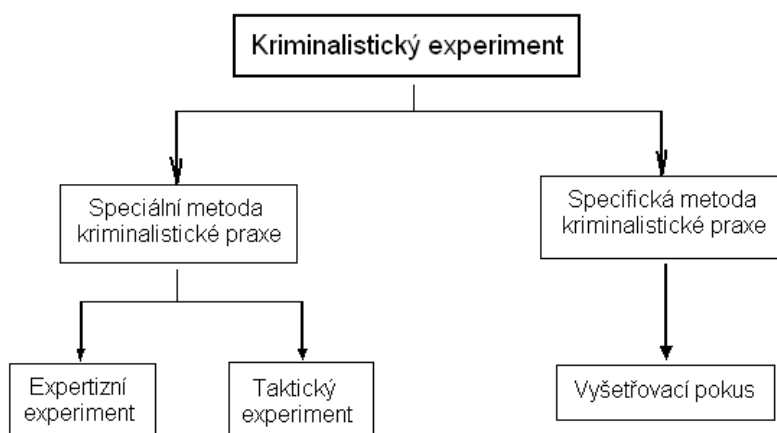 Kriminalistický experiment
Speciální metoda
kriminalistické praxe
Specifická metoda
kriminalistické praxe
Expertizní
experiment
Taktický
experiment
Vyšetřovací pokus